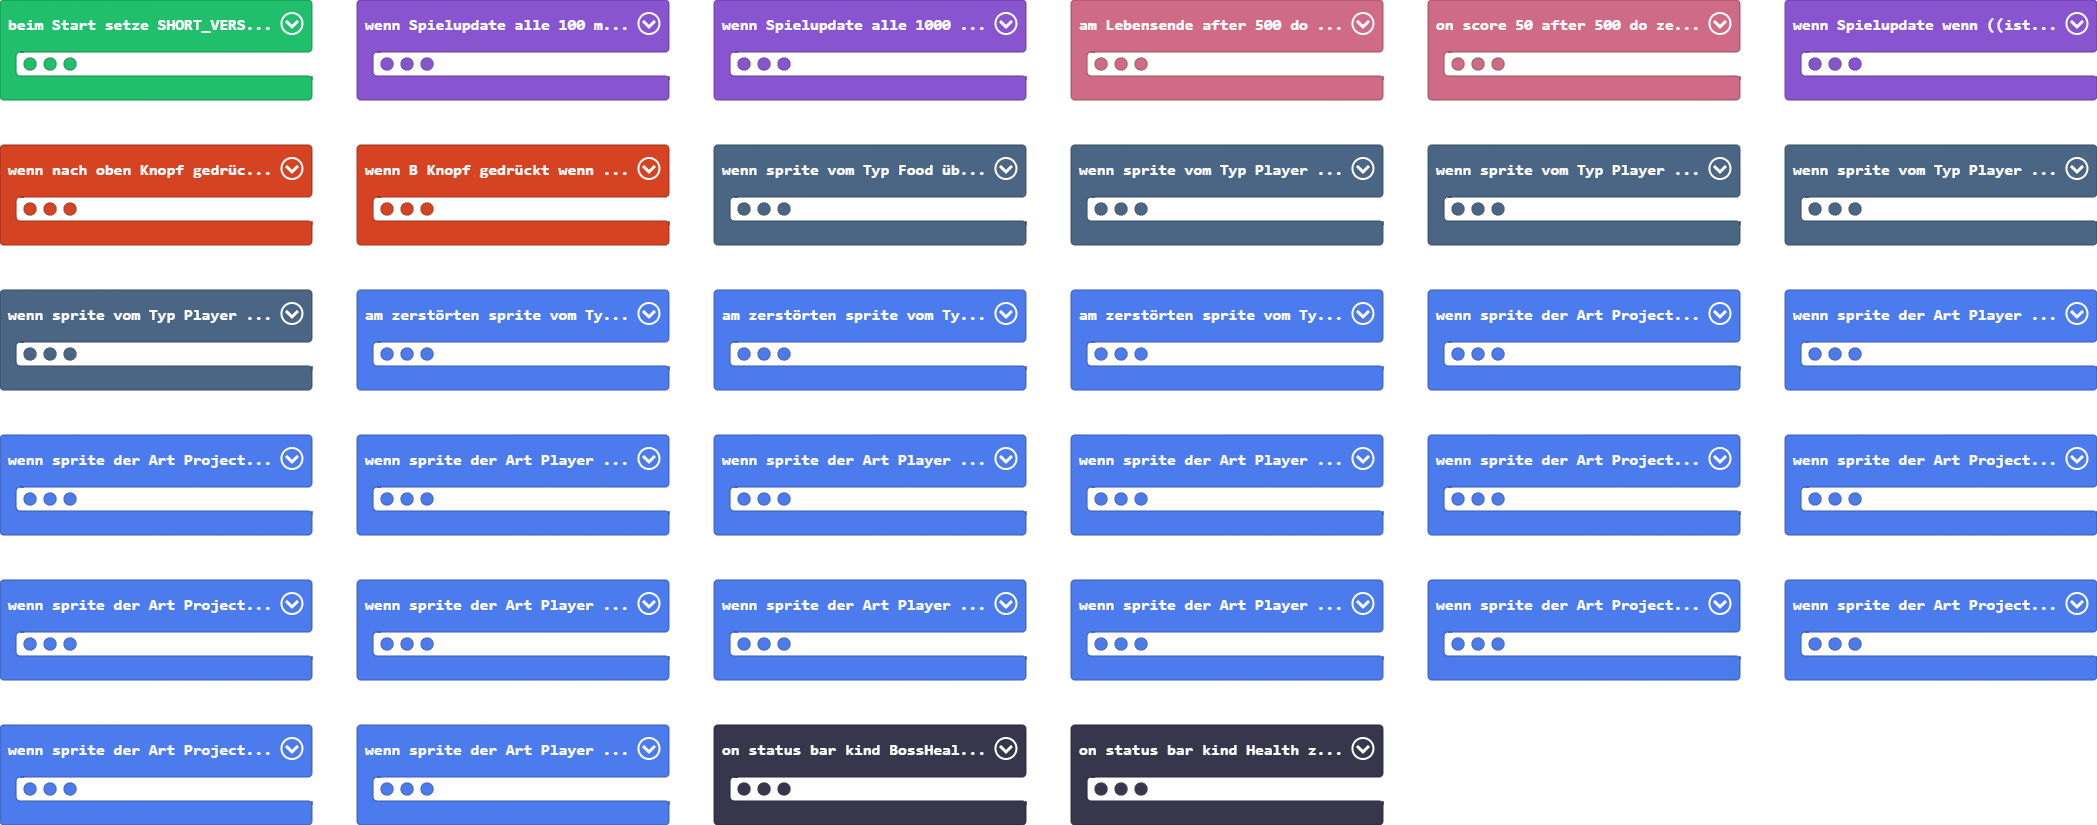 beim Start setze SHORT_VERS...
wenn Spielupdate alle 100 m...
wenn Spielupdate alle 1000 ...
am Lebensende after 500 do ...
on score 50 after 500 do ze...
wenn Spielupdate wenn ((ist...
wenn nach oben Knopf gedrüc...
wenn B Knopf gedrückt wenn ...
wenn sprite vom Typ Food üb...
wenn sprite vom Typ Player ...
wenn sprite vom Typ Player ...
wenn sprite vom Typ Player ...
wenn sprite vom Typ Player ...
am zerstörten sprite vom Ty...
am zerstörten sprite vom Ty...
am zerstörten sprite vom Ty...
wenn sprite der Art Project...
wenn sprite der Art Player ...
wenn sprite der Art Project...
wenn sprite der Art Player ...
wenn sprite der Art Player ...
wenn sprite der Art Player ...
wenn sprite der Art Project...
wenn sprite der Art Project...
wenn sprite der Art Project...
wenn sprite der Art Player ...
wenn sprite der Art Player ...
wenn sprite der Art Player ...
wenn sprite der Art Project...
wenn sprite der Art Project...
wenn sprite der Art Project...
wenn sprite der Art Player ...
on status bar kind BossHeal...
on status bar kind Health z...